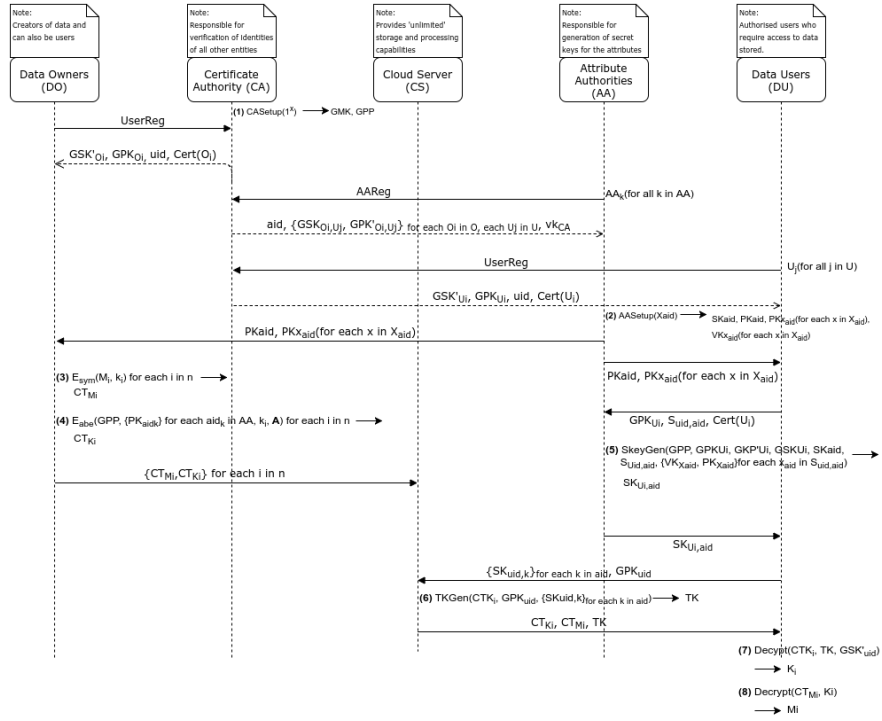 Note:
Creators of data and
can also be users
Note:
Responsible for
verification of identities
of all other entities
Note:
Provides 'unlimited'
storage and processing
capabilities
Note:
Responsible for
generation of secret
keys for the attributes
Note:
Authorised users who
require access to data
stored.
Data Owners
(DO)
Certificate
Authority (CA)
Cloud Server
(CS)
Attribute
Authorities
(AA)
Data Users
(DU)
(1) CASetup(1^x) → GMK, GPP
UserReg
GSK'Oi, GPKOi, uid, Cert(Oi)
AAReg
AAk(for all k in AA)
aid, {GSKOi,Uj, GPK'Oi,Uj} for each Oi in O, each Uj in U, vkCA
UserReg
Uj(for all j in U)
GSK'Ui, GPKUi, uid, Cert(Ui)
(2) AASetup(Xaid) → SKaid, PKaid, PKxaid(for each x in Xaid),
VKxaid(for each x in Xaid)
PKaid, PKxaid(for each x in Xaid)
PKaid, PKxaid(for each x in Xaid)
(3) Esym(Mi, ki) for each i in n →
CTMi
(4) Eabe(GPP, {PKaidk} for each aidk in AA, ki, A) for each i in n →
CTKi
GPKUi, Suid,aid, Cert(Ui)
(5) SkeyGen(GPP, GPKUi, GKP'Ui, GSKUi, SKaid, →
SUid,aid, {VKXaid, PKXaid}for each xaid in Suid,aid)
SKUi,aid
{CTMi,CTKi} for each i in n
SKUi,aid
{SKuid,k}for each k in aid, GPKuid
(6) TKGen(CTKi, GPKuid, {SKuid,k}for each k in aid) → TK
CTKi, CTMi, TK
(7) Decrypt(CTKi, TK, GSK'uid)
→ Ki
(8) Decrypt(CTMi, Ki)
→ Mi